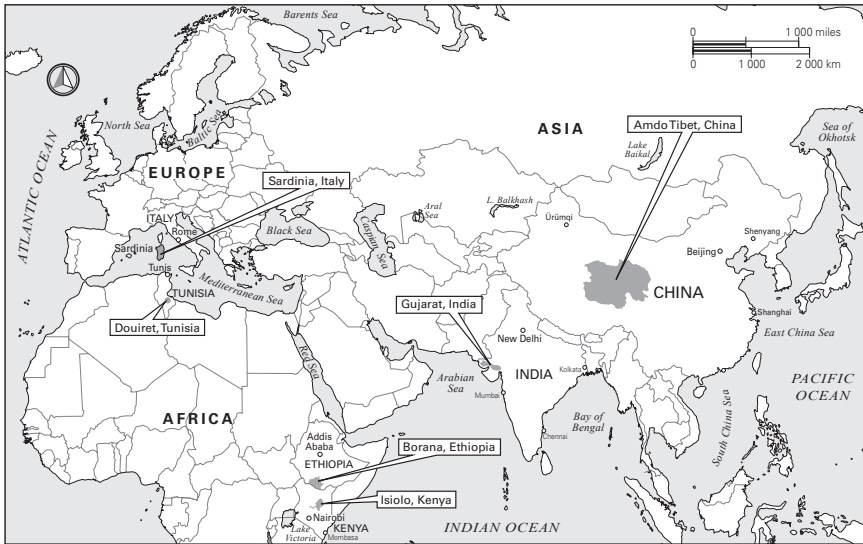 Barents Sea
0 1 000 miles
0 1 000 2 000 km
North Sea
Baltic Sea
ASIA
Amdo Tibet, China
Sea of
Okhotsk
Lake
Baikal
ATLANTIC OCEAN
EUROPE
Sardinia, Italy
Aral
Sea
L. Balkhash
ITALY
Rome
Black Sea
Caspian Sea
Ürümqi
Shenyang
Beijing
Sardinia
Tunis
Mediterranean Sea
TUNISIA
CHINA
Gujarat, India
Shanghai
Douiret, Tunisia
East China Sea
New Delhi
Red Sea
Arabian
Sea
INDIA
Kolkata
PACIFIC
OCEAN
Mumbai
AFRICA
Bay of
Bengal
South China Sea
Chennai
Addis
Ababa
ETHIOPIA
Borana, Ethiopia
Isiolo, Kenya
Nairobi
KENYA
Lake
Victoria
Mombasa
INDIAN OCEAN